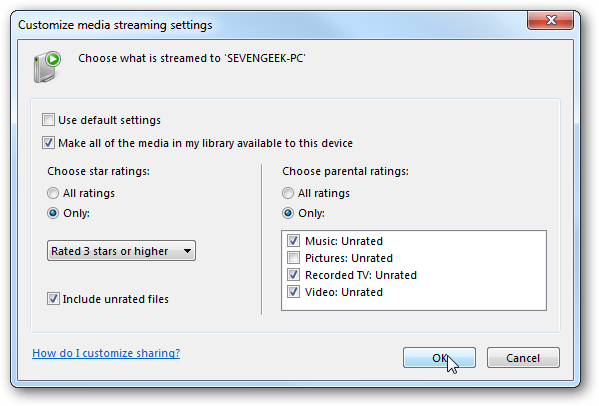 Customize media streaming settings
Choose what is streamed to 'SEVENGEEK-PC'
Use default settings
Make all of the media in my library available to this device
Choose star ratings:
All ratings
Only:
Rated 3 stars or higher
Include unrated files
Choose parental ratings:
All ratings
Only:
Music: Unrated
Pictures: Unrated
Recorded TV: Unrated
Video: Unrated
How do I customize sharing?
OK
Cancel